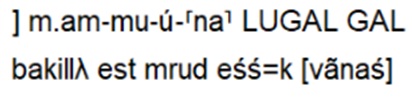 ] m.am-mu-ú-⸢na⸣ LUGAL GAL
bakillλ est mrud eśś=k [vãnaś]